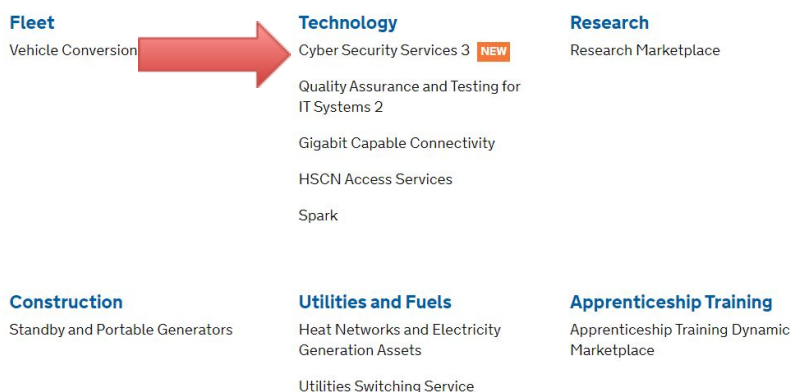 Fleet
Vehicle Conversion
Technology
Cyber Security Services 3 NEW
Quality Assurance and Testing for
IT Systems 2
Gigabit Capable Connectivity
HSCN Access Services
Spark
Research
Research Marketplace
Construction
Standby and Portable Generators
Utilities and Fuels
Heat Networks and Electricity
Generation Assets
Utilities Switching Service
Apprenticeship Training
Apprenticeship Training Dynamic
Marketplace